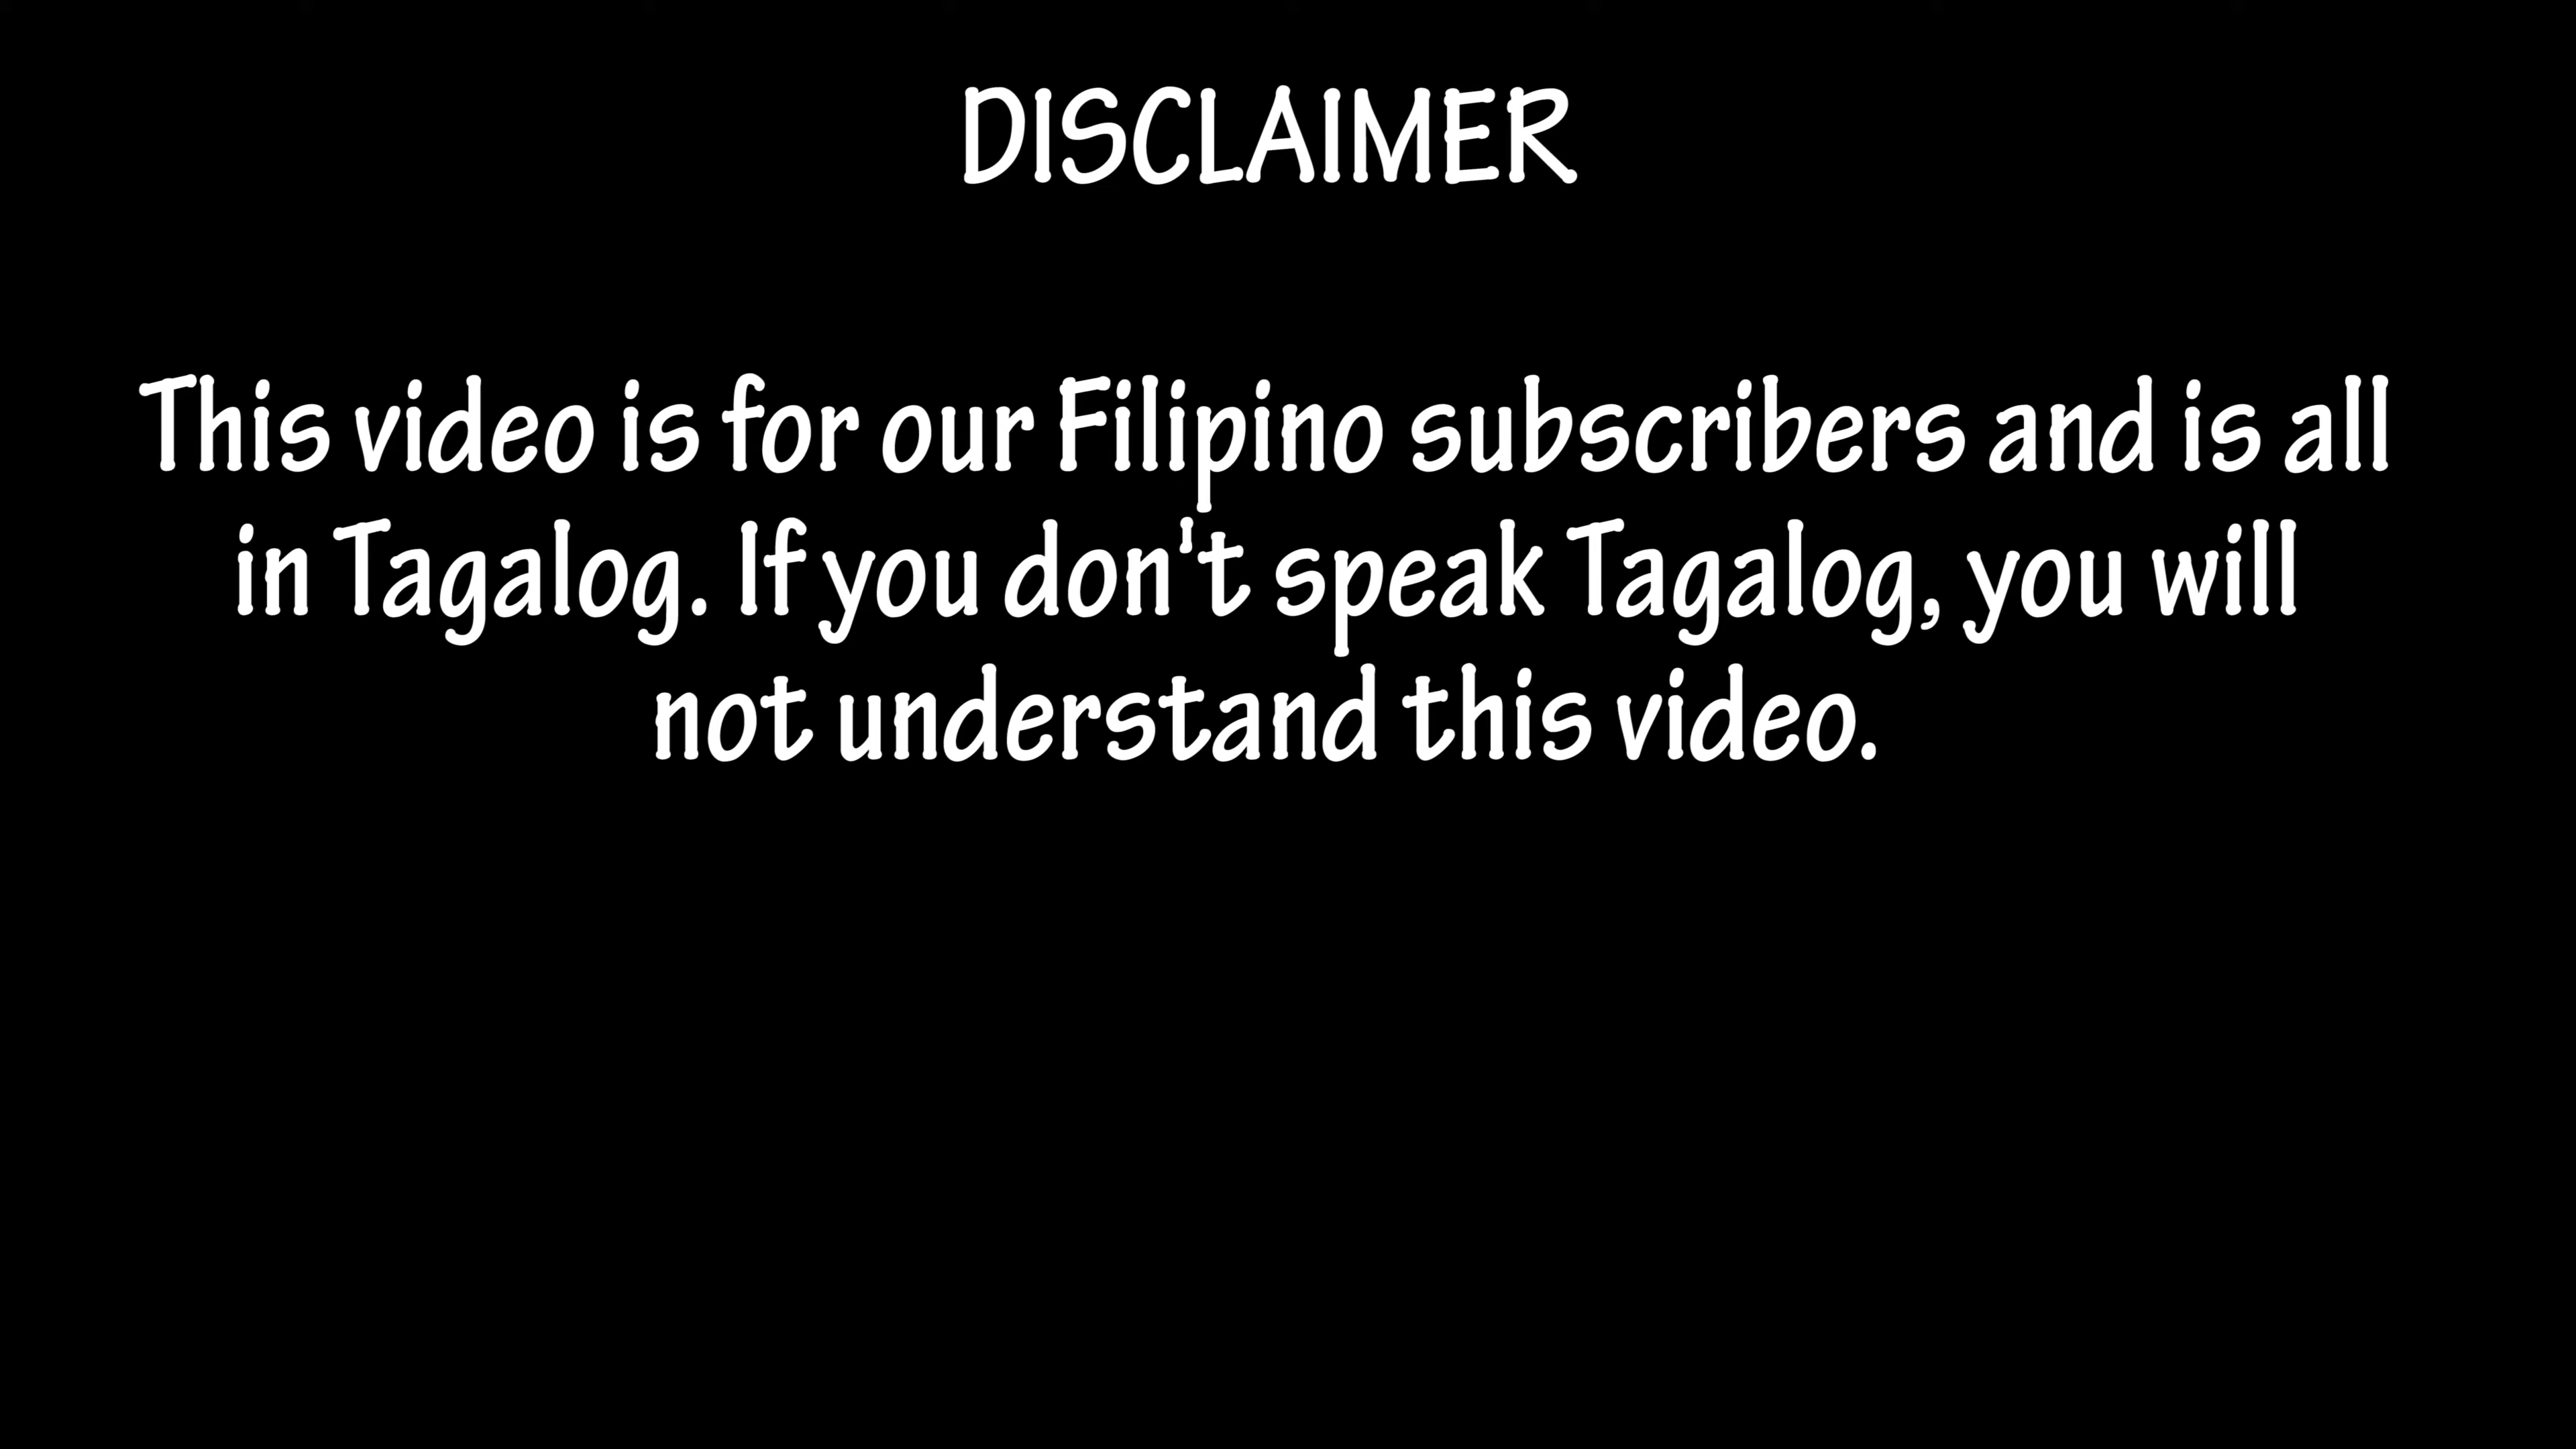 DISCLAIMER
This video is for our Filipino subscribers and is all
in Tagalog. If you don't speak Tagalog, you will
not understand this video.